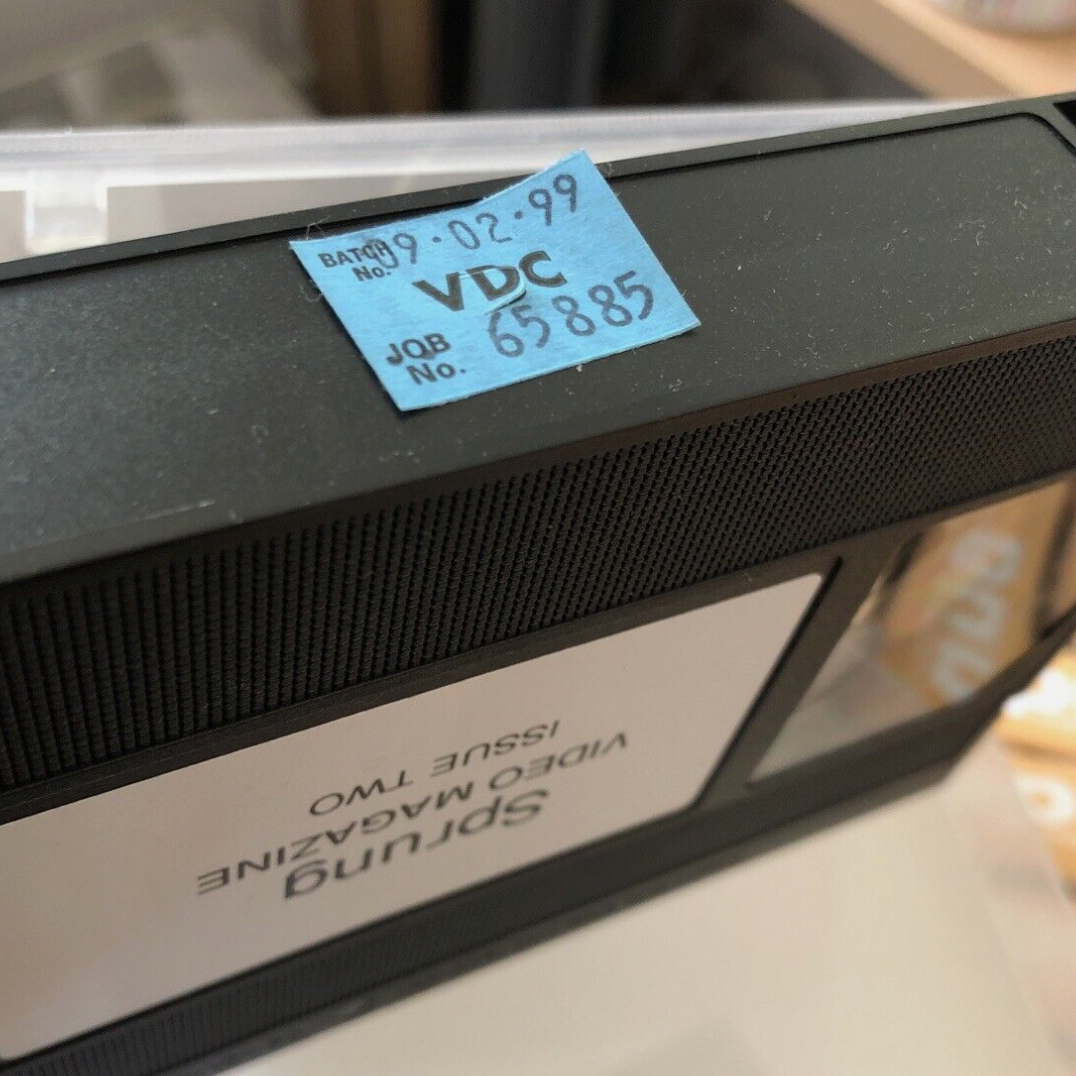 BATCH No. 09·02·99
VDC
JOB No. 65885
Sprung
VIDEO MAGAZINE
ISSUE TWO